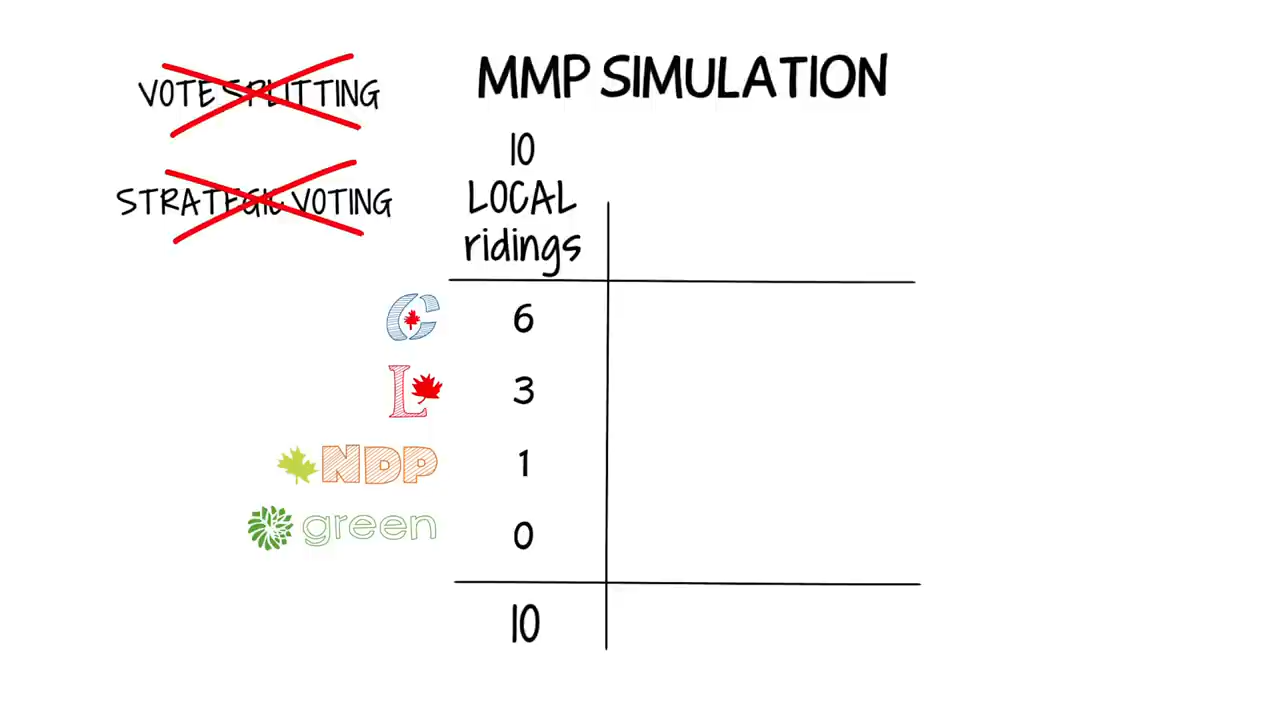 VOTE SPLITTING
MMP SIMULATION
STRATEGIC VOTING
10
LOCAL
ridings
C 6
L 3
NDP 1
green 0
10